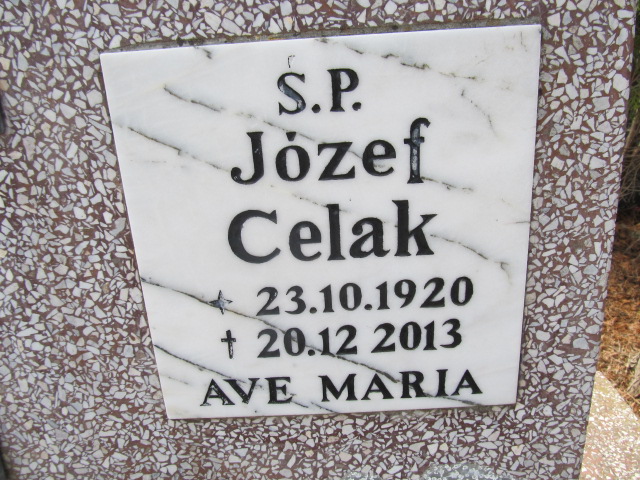 Ś.P.
Józef
Celak
★ 23.10.1920
† 20.12 2013
AVE MARIA